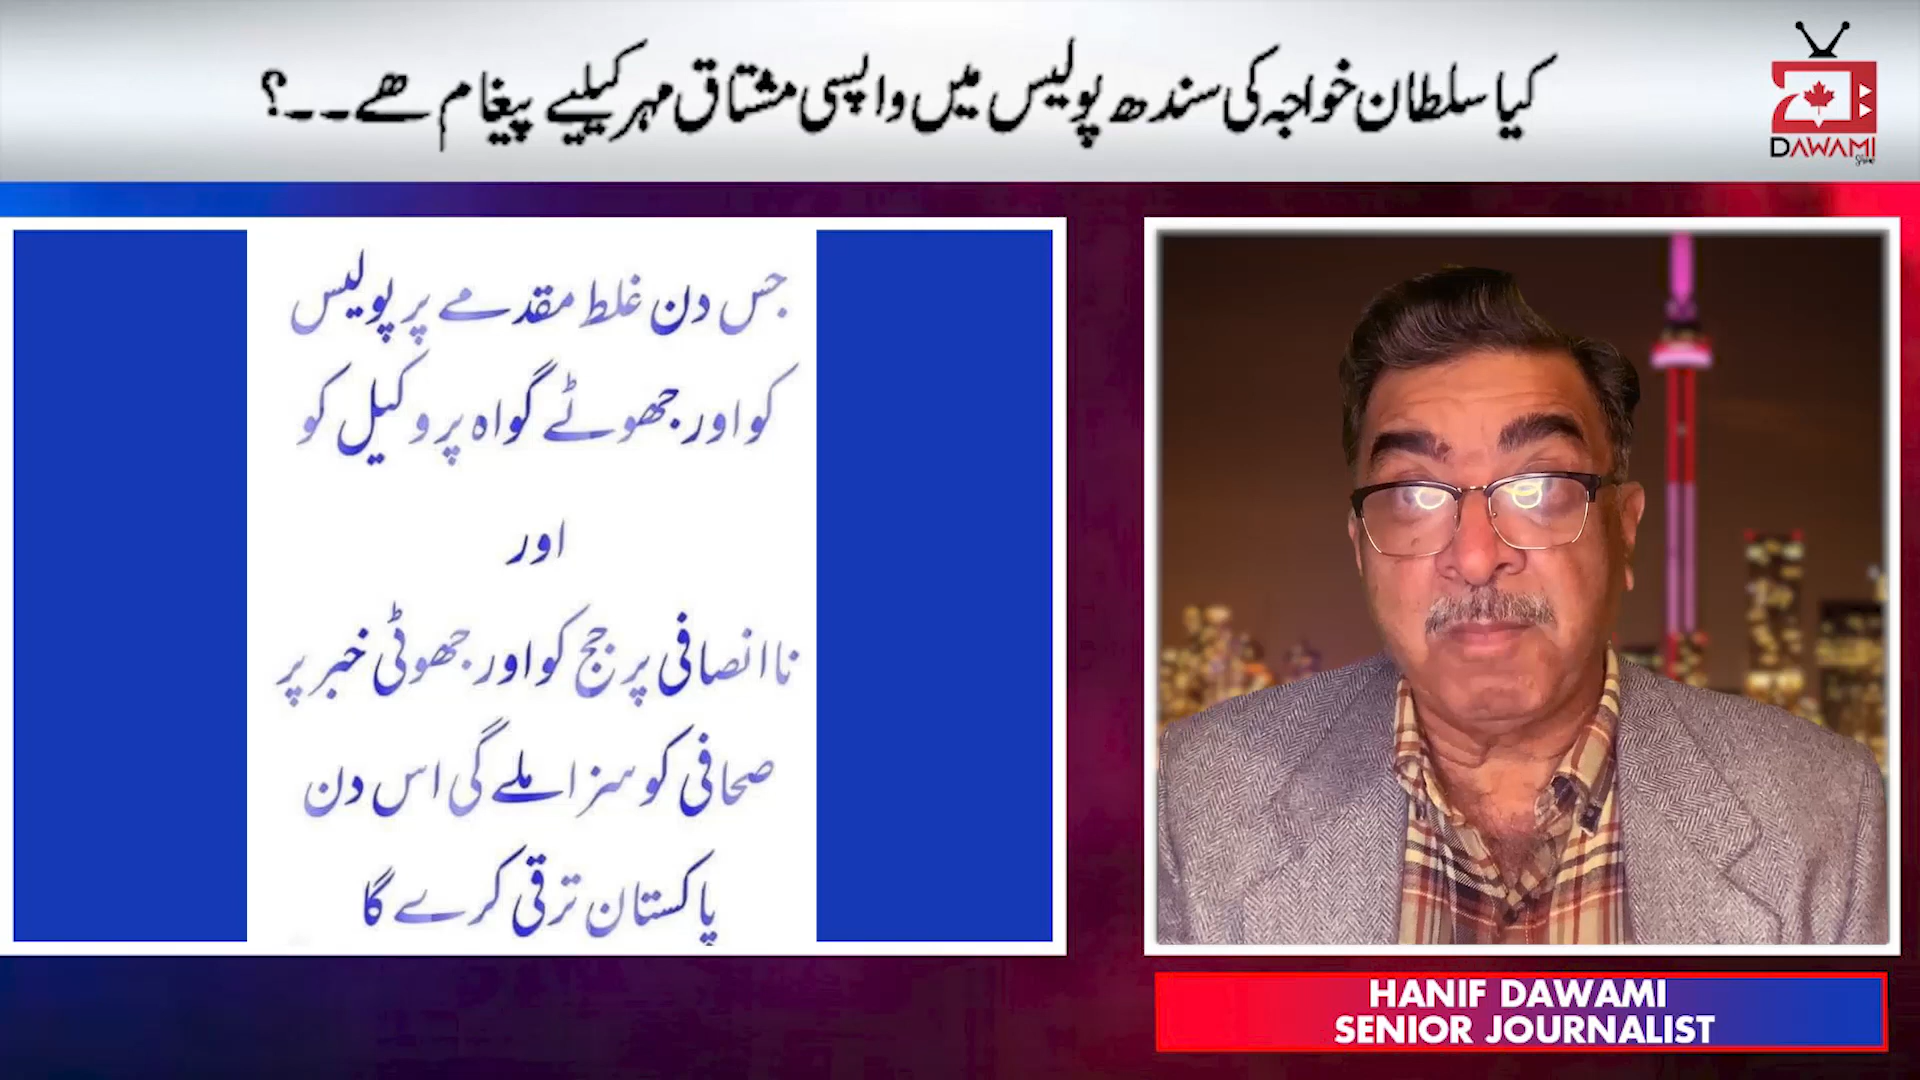 کیا سلطان خواجہ کی سندھ پولیس میں واپسی مشتاق مہر کیلیے پیغام ھے۔۔۔؟
DAWAMI
Show
جس دن غلط مقدمے پر پولیس
کو اور جھوٹے گواہ پر وکیل کو
اور
ناانصافی پر جج کو اور جھوٹی خبر پر
صحافی کو سزا ملے گی اس دن
پاکستان ترقی کرے گا
HANIF DAWAMI
SENIOR JOURNALIST